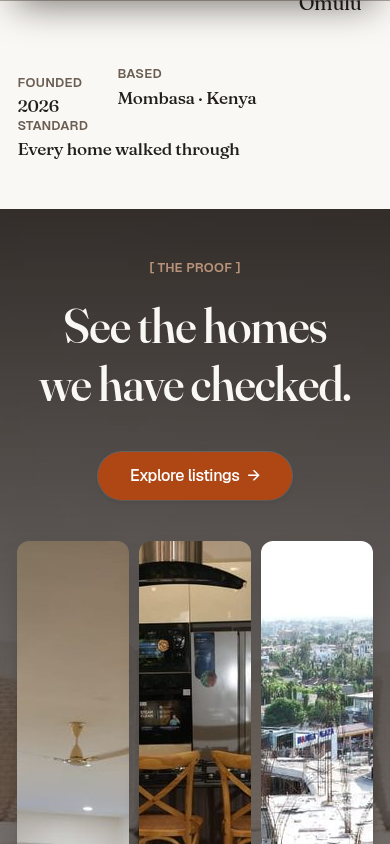 Omulu
FOUNDED
2026
BASED
Mombasa · Kenya
STANDARD
Every home walked through
[ THE PROOF ]
See the homes
we have checked.
Explore listings →